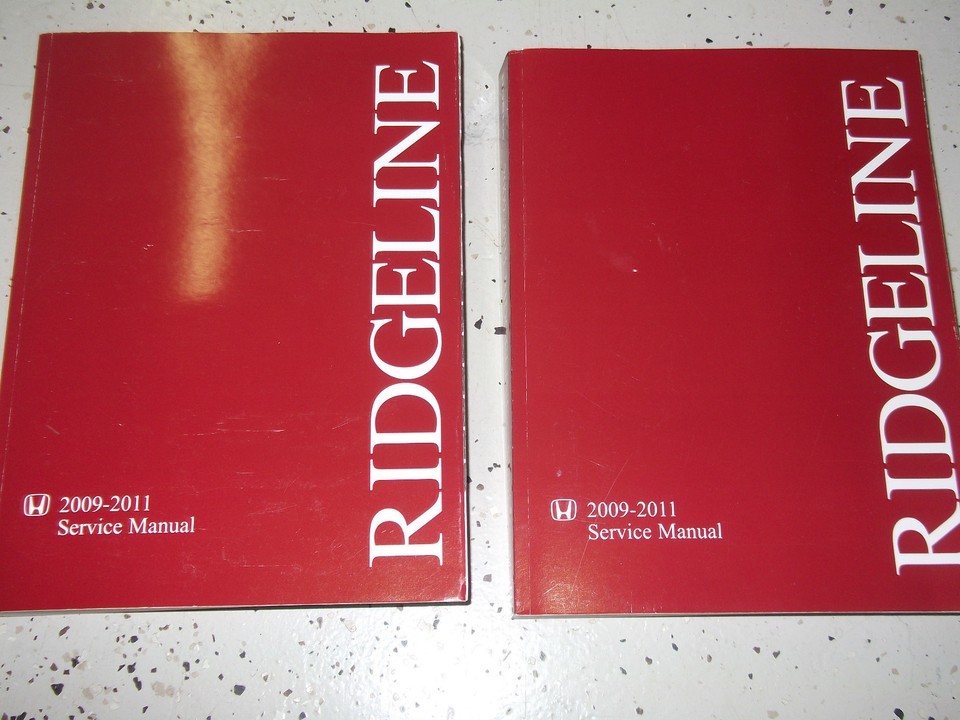 RIDGELINE
2009-2011
Service Manual
RIDGELINE
2009-2011
Service Manual